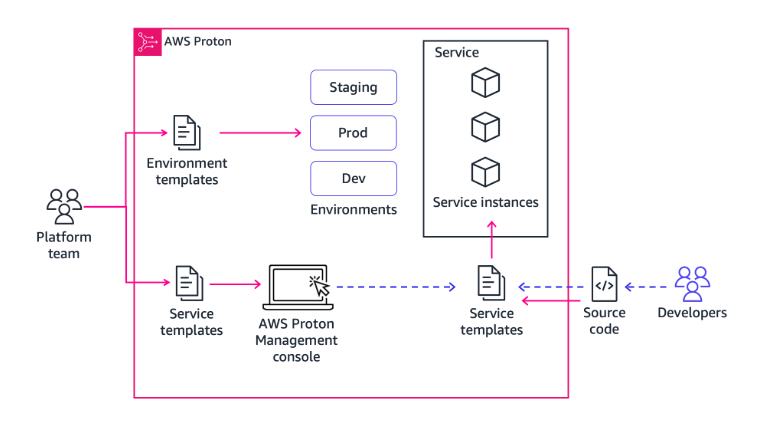 AWS Proton
Service
Staging
Prod
Dev
Environments
Service instances
Environment
templates
Platform
team
Service
templates
AWS Proton
Management
console
Service
templates
</>
Source
code
Developers